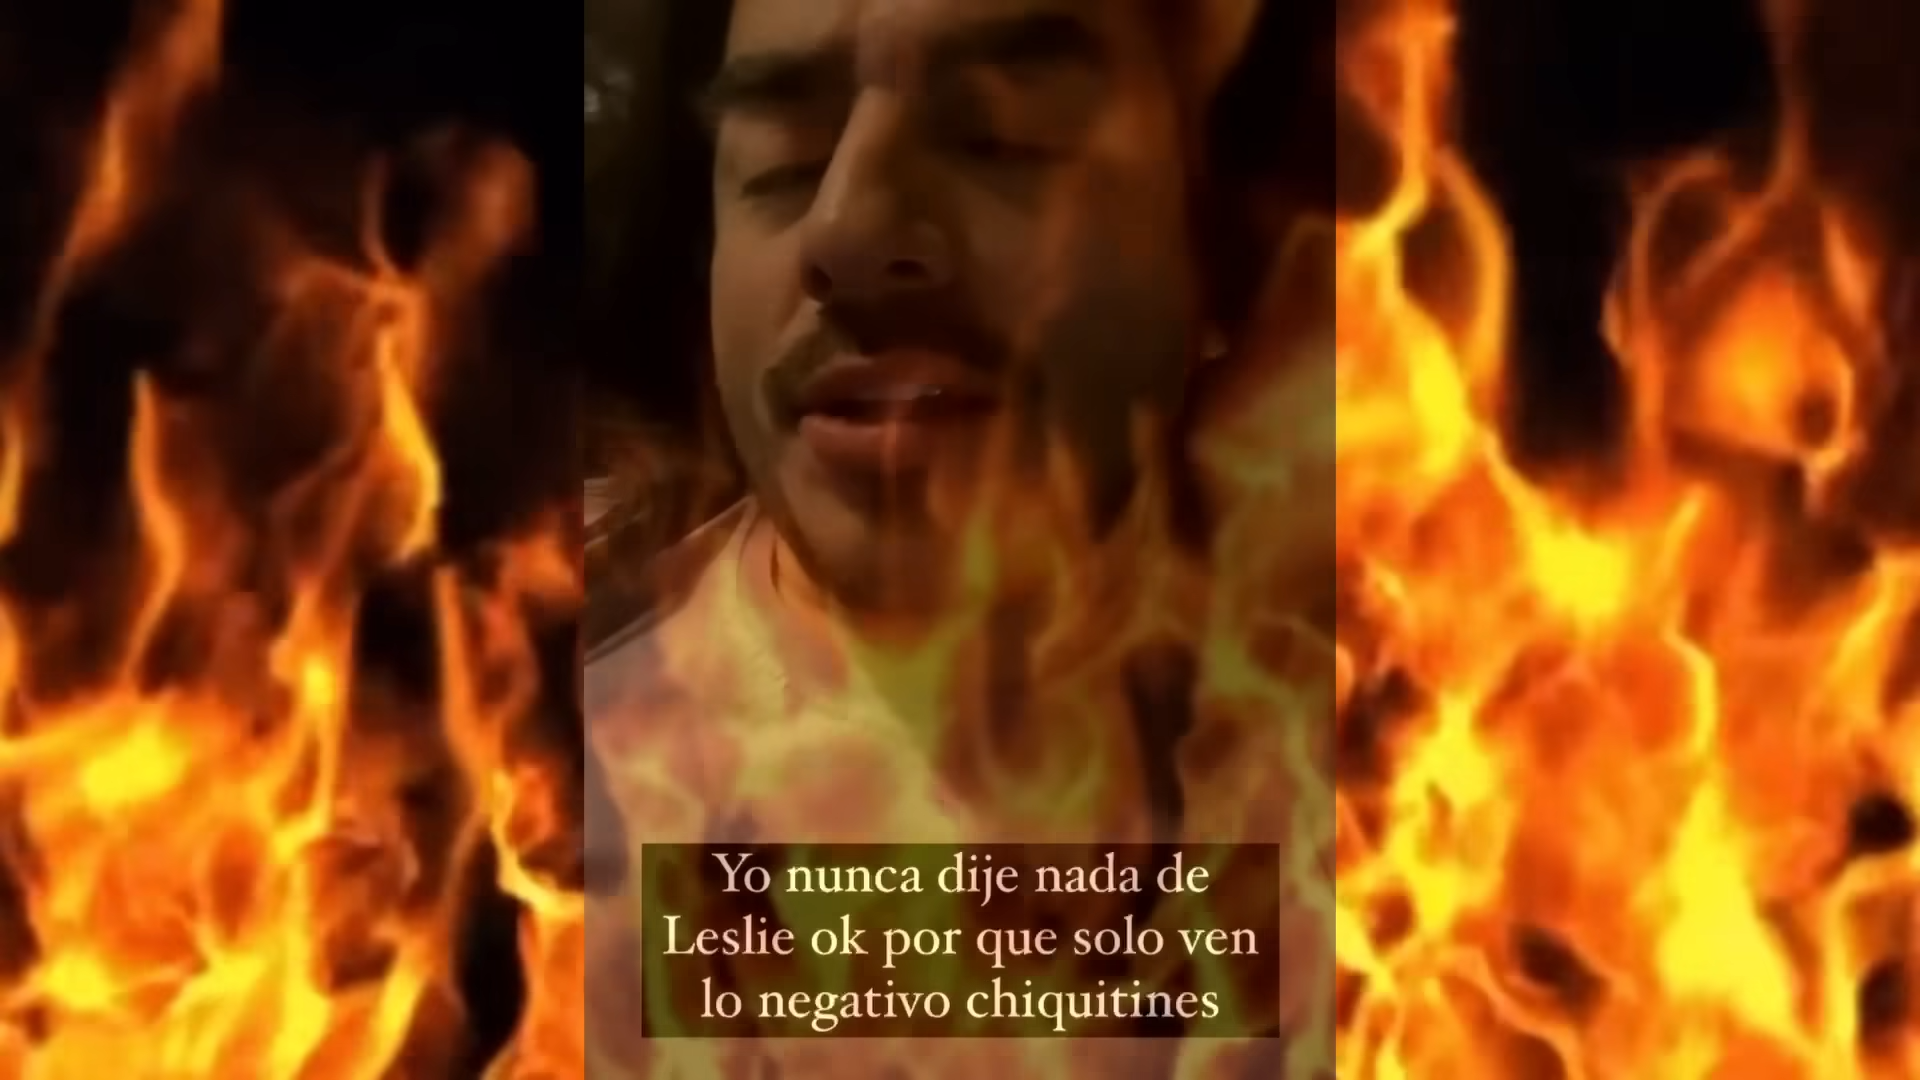 Yo nunca dije nada de
Leslie ok por que solo ven
lo negativo chiquitines